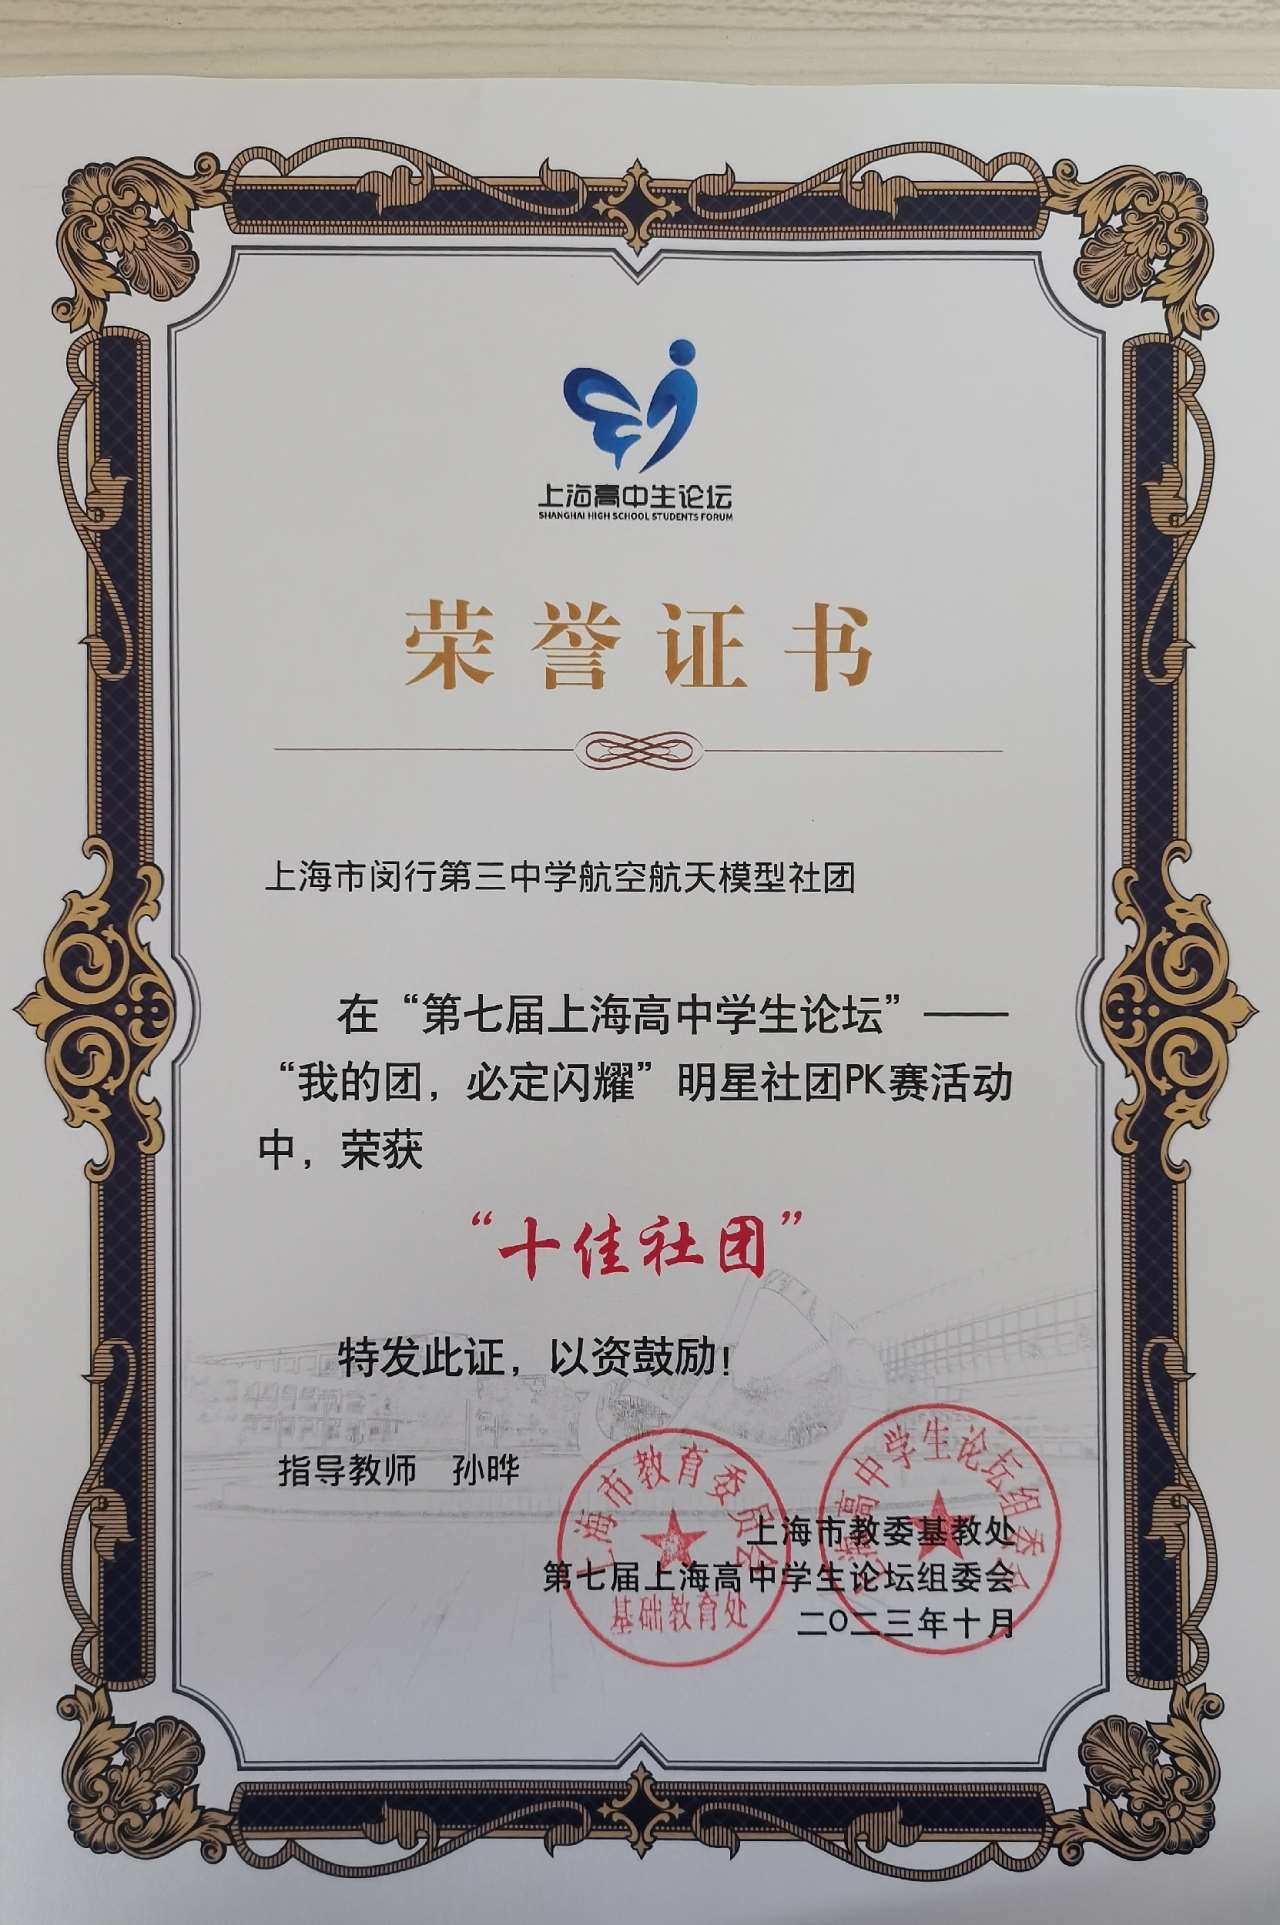 上海高中生论坛
SHANGHAI HIGH SCHOOL STUDENTS FORUM
荣誉证书
上海市闵行第三中学航空航天模型社团
在“第七届上海高中学生论坛”——
“我的团，必定闪耀”明星社团PK赛活动
中，荣获
“十佳社团”
特发此证，以资鼓励！
指导教师 孙晔
上海市教委基教处
第七届上海高中学生论坛组委会
二〇二三年十月
上海市教育委员会
基础教育处
上海高中学生论坛组委会